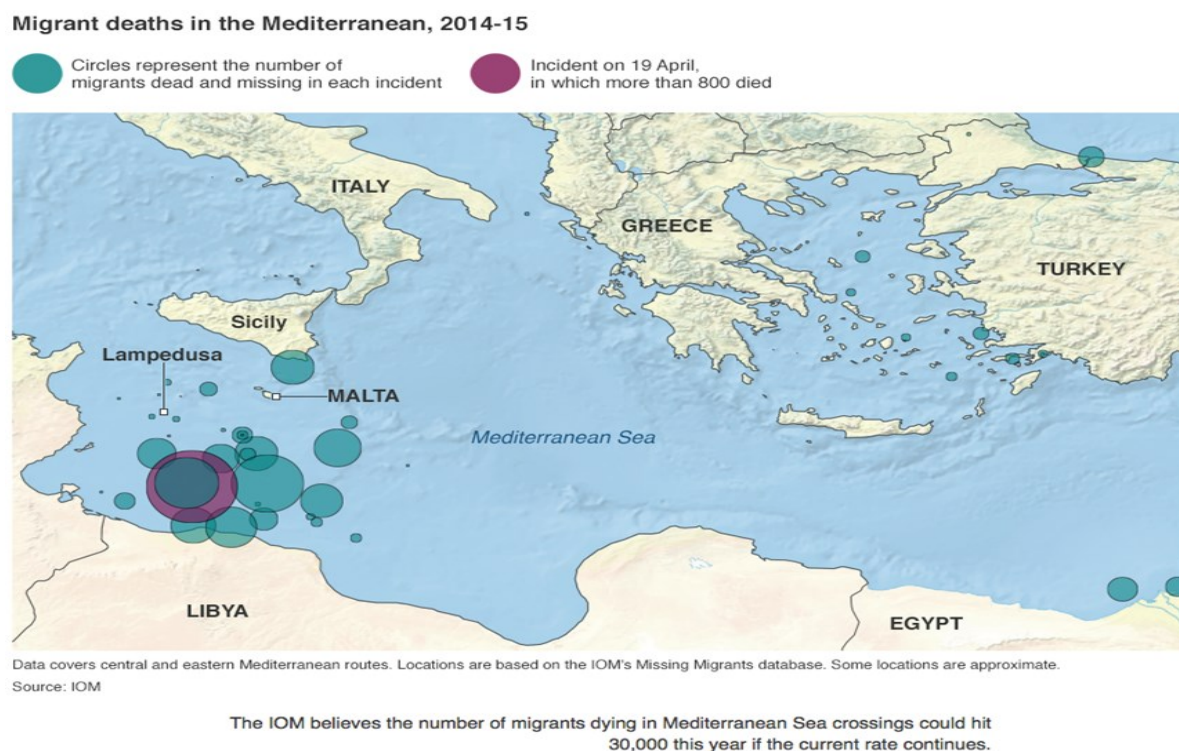 Migrant deaths in the Mediterranean, 2014-15
Circles represent the number of
migrants dead and missing in each incident
Incident on 19 April,
in which more than 800 died
ITALY
GREECE
TURKEY
Sicily
Lampedusa
MALTA
Mediterranean Sea
LIBYA
EGYPT
Data covers central and eastern Mediterranean routes. Locations are based on the IOM's Missing Migrants database. Some locations are approximate.
Source: IOM
The IOM believes the number of migrants dying in Mediterranean Sea crossings could hit
30,000 this year if the current rate continues.